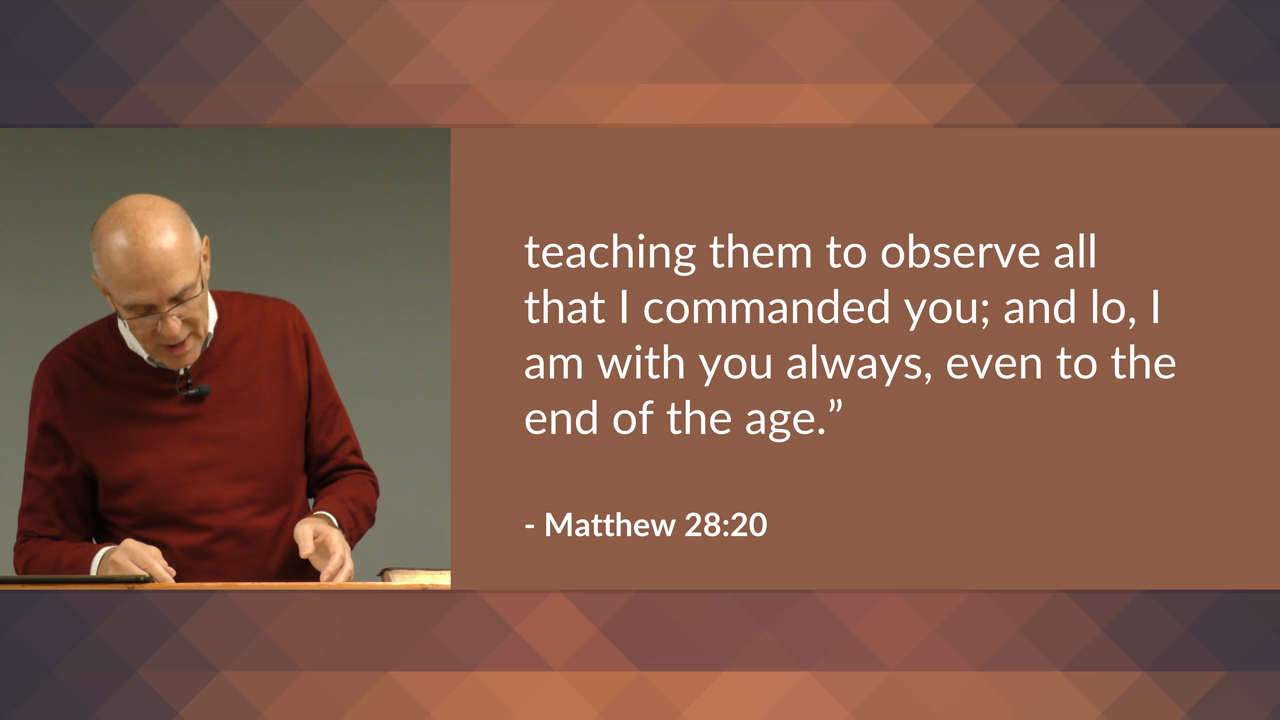 teaching them to observe all
that I commanded you; and lo, I
am with you always, even to the
end of the age.”
- Matthew 28:20